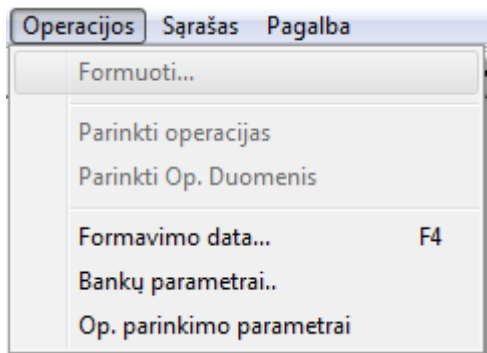 Operacijos Sąrašas Pagalba
Formuoti...
Parinkti operacijas
Parinkti Op. Duomenis
Formavimo data... F4
Bankų parametrai..
Op. parinkimo parametrai